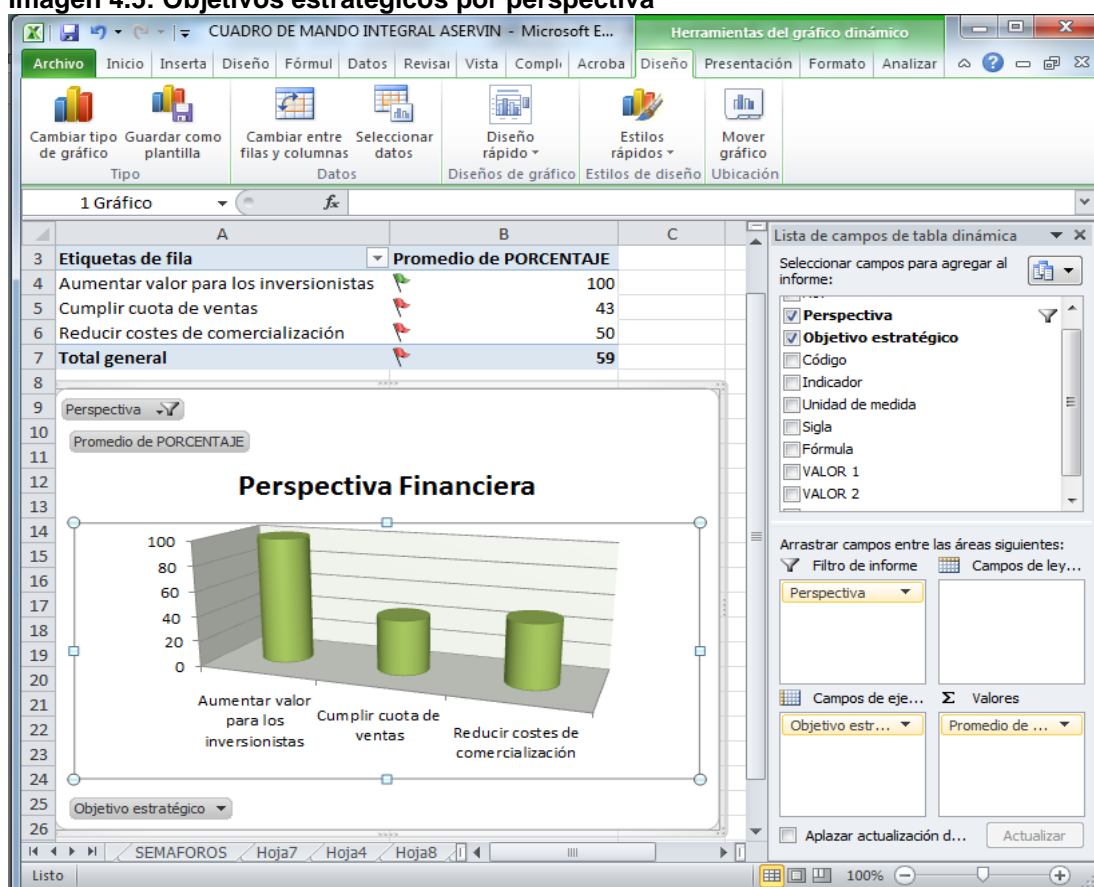 Imagen 4.5: Objetivos estratégicos por perspectiva
CUADRO DE MANDO INTEGRAL ASERVIN - Microsoft E...
Herramientas del gráfico dinámico
Archivo Inicio Inserta Diseño Fórmul Datos Revisai Vista Compl Acroba Diseño Presentación Formato Analizar
Cambiar tipo de gráfico
Guardar como plantilla
Cambiar entre filas y columnas
Seleccionar datos
Diseño rápido
Estilos rápidos
Mover gráfico
Tipo Datos Diseños de gráfico Estilos de diseño Ubicación
1 Gráfico fx
A B C
3 Etiquetas de fila Promedio de PORCENTAJE
4 Aumentar valor para los inversionistas 100
5 Cumplir cuota de ventas 43
6 Reducir costes de comercialización 50
7 Total general 59
8
9
10
11
12
13
14
15
16
17
18
19
20
21
22
23
24
25
26
Perspectiva
Promedio de PORCENTAJE
Perspectiva Financiera
100
80
60
40
20
0
Aumentar valor
para los
inversionistas
Cumplir cuota de
ventas
Reducir costes de
comercialización
Objetivo estratégico
SEMAFOROS Hoja7 Hoja4 Hoja8
Listo
100%
Lista de campos de tabla dinámica
Seleccionar campos para agregar al
informe:
Perspectiva
Objetivo estratégico
Código
Indicador
Unidad de medida
Sigla
Fórmula
VALOR 1
VALOR 2
Arrastrar campos entre las áreas siguientes:
Filtro de informe Campos de ley...
Perspectiva
Campos de eje... Σ Valores
Objetivo estr... Promedio de ...
Aplazar actualización d... Actualizar